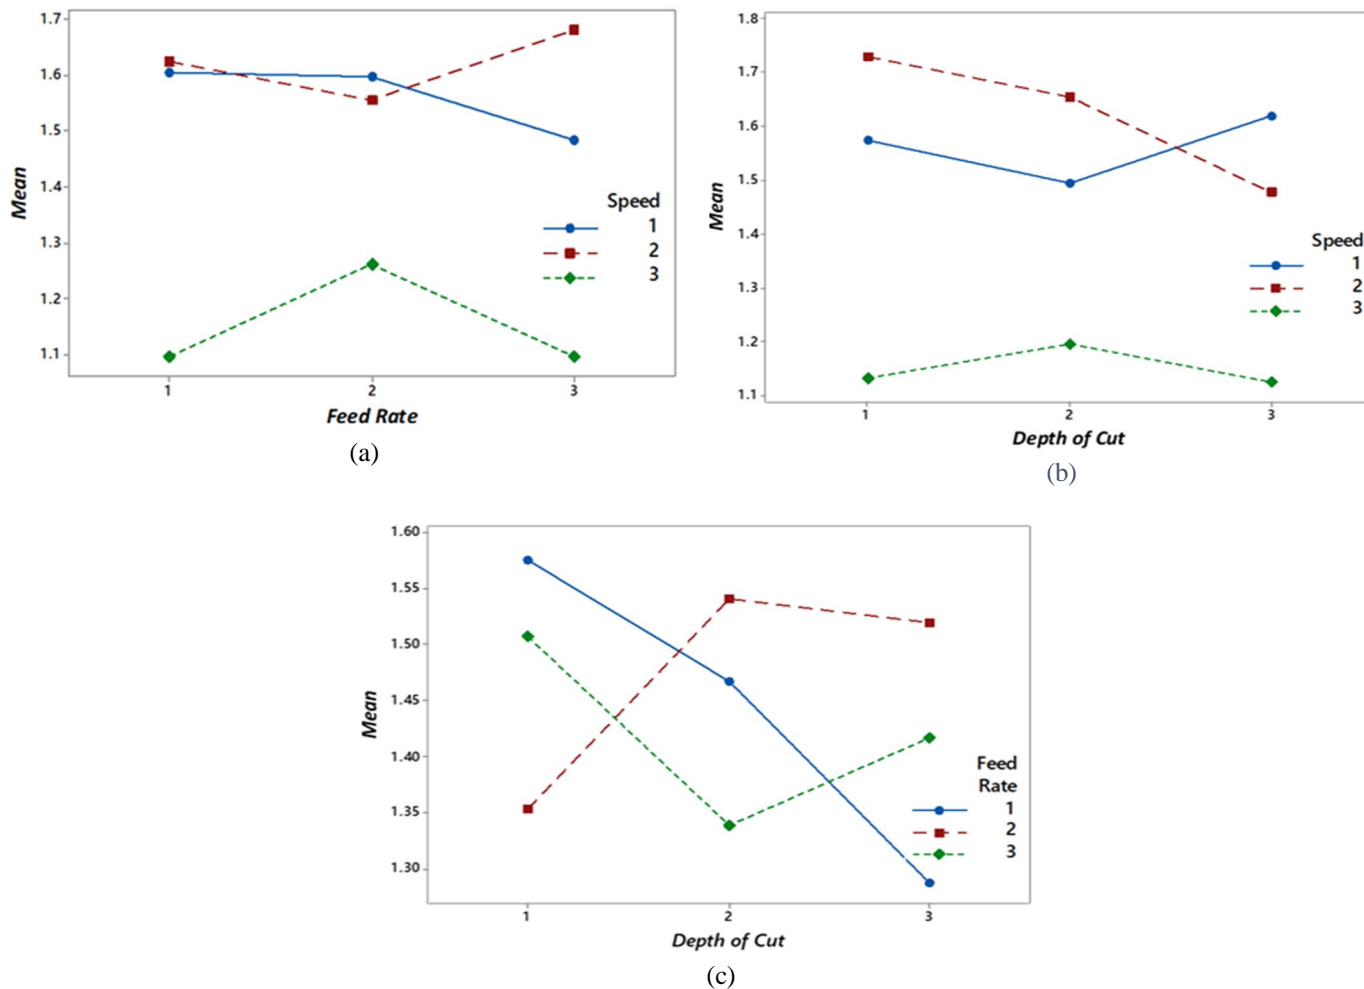 1.7
1.6
1.5
1.4
1.3
1.2
1.1
Mean
Speed
1
2
3
1 2 3
Feed Rate
(a)
1.8
1.7
1.6
1.5
1.4
1.3
1.2
1.1
Mean
Speed
1
2
3
1 2 3
Depth of Cut
(b)
1.60
1.55
1.50
1.45
1.40
1.35
1.30
Mean
Feed
Rate
1
2
3
1 2 3
Depth of Cut
(c)